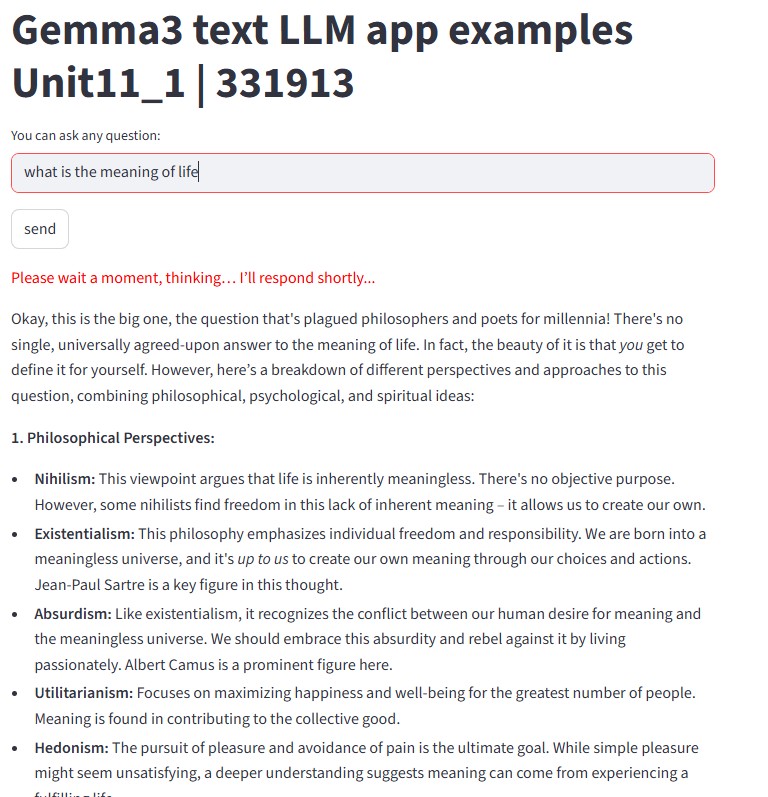 Gemma3 text LLM app examples
Unit11_1 | 331913
You can ask any question:
what is the meaning of life
send
Please wait a moment, thinking… I’ll respond shortly...
Okay, this is the big one, the question that's plagued philosophers and poets for millennia! There's no
single, universally agreed-upon answer to the meaning of life. In fact, the beauty of it is that you get to
define it for yourself. However, here’s a breakdown of different perspectives and approaches to this
question, combining philosophical, psychological, and spiritual ideas:
1. Philosophical Perspectives:
• Nihilism: This viewpoint argues that life is inherently meaningless. There's no objective purpose.
However, some nihilists find freedom in this lack of inherent meaning – it allows us to create our own.
• Existentialism: This philosophy emphasizes individual freedom and responsibility. We are born into a
meaningless universe, and it's up to us to create our own meaning through our choices and actions.
Jean-Paul Sartre is a key figure in this thought.
• Absurdism: Like existentialism, it recognizes the conflict between our human desire for meaning and
the meaningless universe. We should embrace this absurdity and rebel against it by living
passionately. Albert Camus is a prominent figure here.
• Utilitarianism: Focuses on maximizing happiness and well-being for the greatest number of people.
Meaning is found in contributing to the collective good.
• Hedonism: The pursuit of pleasure and avoidance of pain is the ultimate goal. While simple pleasure
might seem unsatisfying, a deeper understanding suggests meaning can come from experiencing a
fulfilling life.